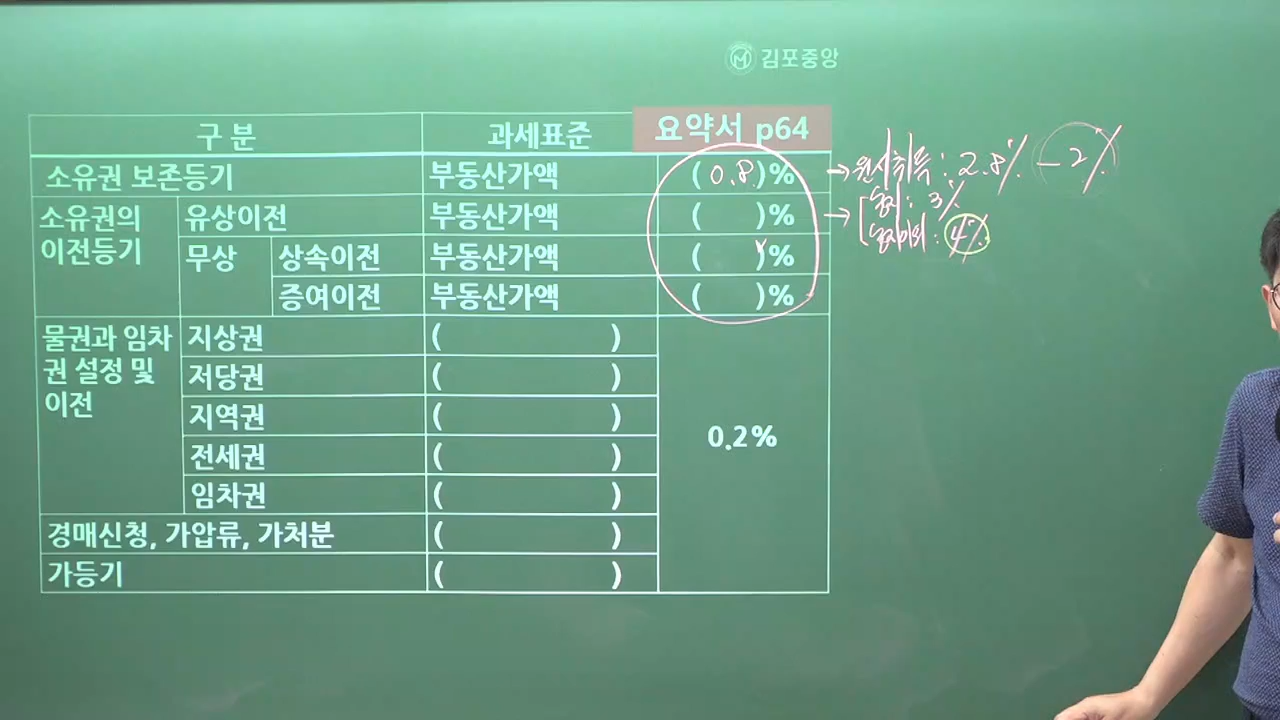 김포중앙
구 분 과세표준 요약서 p64
소유권 보존등기 부동산가액 ( 0.8 )% → 원시취득 : 2.8% - 2%
소유권의 이전등기 유상이전 부동산가액 ( )% → 농지 : 3%
농지이외 : 4%
무상 상속이전 부동산가액 ( )%
증여이전 부동산가액 ( )%
물권과 임차권 설정 및 이전 지상권 ( ) 0.2%
저당권 ( )
지역권 ( )
전세권 ( )
임차권 ( )
경매신청, 가압류, 가처분 ( )
가등기 ( )